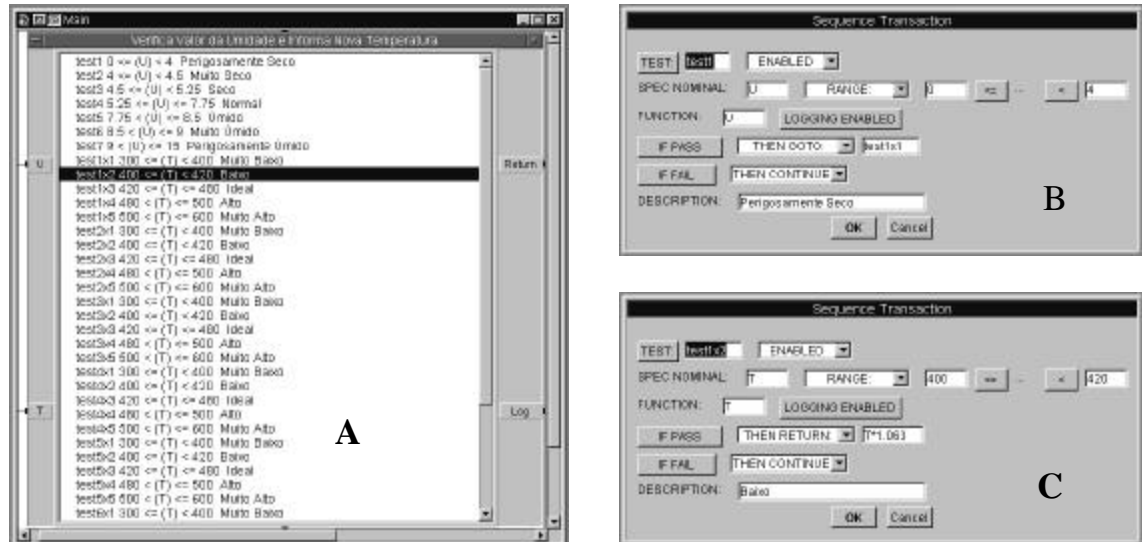 Main
Verifica Valor da Umidade e Informa Nova Temperatura
test1 0 <= (U) < 4 Perigosamente Seco
test2 4 <= (U) < 4.5 Muito Seco
test3 4.5 <= (U) < 5.25 Seco
test4 5.25 <= (U) <= 7.75 Normal
test5 7.75 < (U) <= 8.5 Úmido
test6 8.5 < (U) <= 9 Muito Úmido
test7 9 < (U) <= 15 Perigosamente Úmido
test1x1 300 <= (T) < 400 Muito Baixo
test1x2 400 <= (T) < 420 Baixo
test1x3 420 <= (T) <= 480 Ideal
test1x4 480 < (T) <= 500 Alto
test1x5 500 < (T) <= 600 Muito Alto
test2x1 300 <= (T) < 400 Muito Baixo
test2x2 400 <= (T) < 420 Baixo
test2x3 420 <= (T) <= 480 Ideal
test2x4 480 < (T) <= 500 Alto
test2x5 500 < (T) <= 600 Muito Alto
test3x1 300 <= (T) < 400 Muito Baixo
test3x2 400 <= (T) < 420 Baixo
test3x3 420 <= (T) <= 480 Ideal
test3x4 480 < (T) <= 500 Alto
test3x5 500 < (T) <= 600 Muito Alto
test4x1 300 <= (T) < 400 Muito Baixo
test4x2 400 <= (T) < 420 Baixo
test4x3 420 <= (T) <= 480 Ideal
test4x4 480 < (T) <= 500 Alto
test4x5 500 < (T) <= 600 Muito Alto
test5x1 300 <= (T) < 400 Muito Baixo
test5x2 400 <= (T) < 420 Baixo
test5x3 420 <= (T) <= 480 Ideal
test5x4 480 < (T) <= 500 Alto
test5x5 500 < (T) <= 600 Muito Alto
test6x1 300 <= (T) < 400 Muito Baixo
U
T
Return
Log
A
Sequence Transaction
TEST: test1 ENABLED
SPEC NOMINAL: U RANGE: 0 <= .. < 4
FUNCTION: U LOGGING ENABLED
IF PASS THEN GOTO: test1x1
IF FAIL THEN CONTINUE
DESCRIPTION: Perigosamente Seco
OK Cancel
B
Sequence Transaction
TEST: test1x2 ENABLED
SPEC NOMINAL: T RANGE: 400 <= .. < 420
FUNCTION: T LOGGING ENABLED
IF PASS THEN RETURN: T*1.063
IF FAIL THEN CONTINUE
DESCRIPTION: Baixo
OK Cancel
C